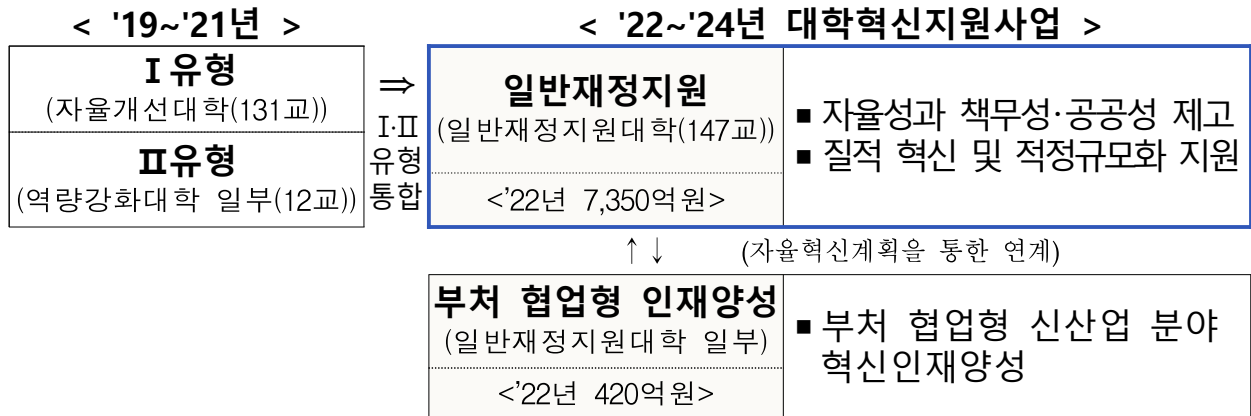 < '19~'21년 >
Ⅰ유형
(자율개선대학(131교))
Ⅱ유형
(역량강화대학 일부(12교))
⇒
Ⅰ·Ⅱ
유형
통합
< '22~'24년 대학혁신지원사업 >
일반재정지원
(일반재정지원대학(147교))
<'22년 7,350억원>
▪ 자율성과 책무성·공공성 제고
▪ 질적 혁신 및 적정규모화 지원
↑↓ (자율혁신계획을 통한 연계)
부처 협업형 인재양성
(일반재정지원대학 일부)
<'22년 420억원>
▪ 부처 협업형 신산업 분야
혁신인재양성